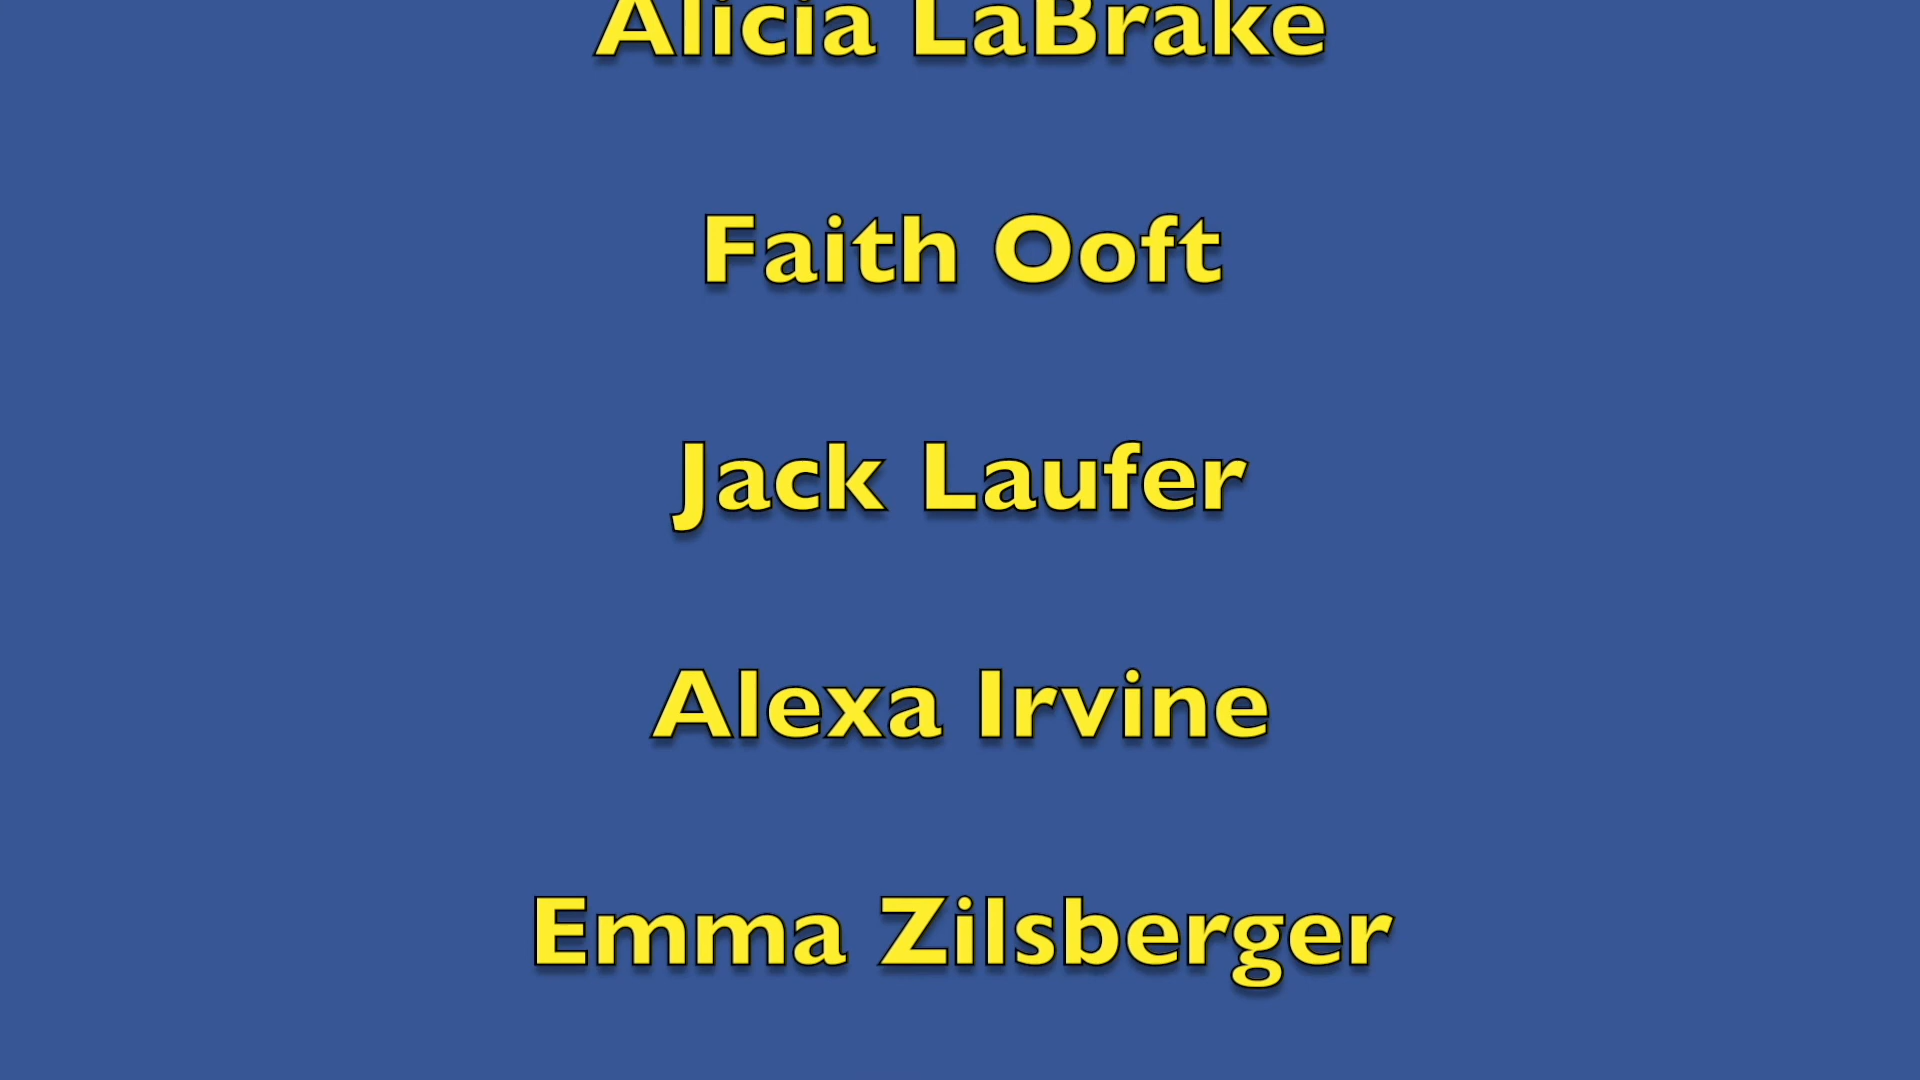 Alicia LaBrake
Faith Ooft
Jack Laufer
Alexa Irvine
Emma Zilsberger